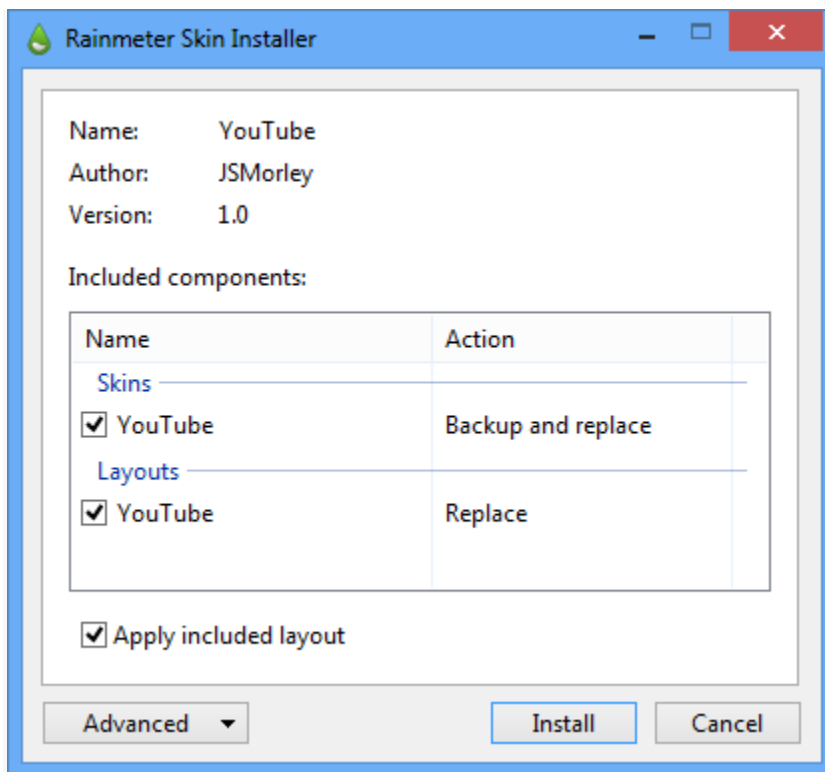 Rainmeter Skin Installer
Name: YouTube
Author: JSMorley
Version: 1.0
Included components:
Name Action
Skins
YouTube Backup and replace
Layouts
YouTube Replace
Apply included layout
Advanced Install Cancel